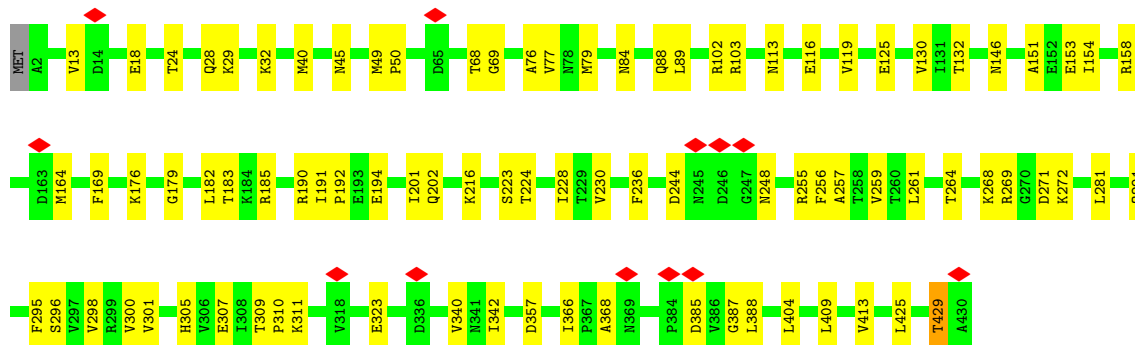 MET A2 V13 D14 E18 T24 Q28 K29 K32 M40 N45 M49 P50 D65 T68 G69 A76 V77 N78 M79 N84 Q88 L89 R102 R103 N113 E116 V119 E125 V130 I131 T132 N146 A151 E152 E153 I154 R158
D163 M164 F169 K176 G179 L182 T183 K184 R185 R190 I191 P192 E193 E194 I201 Q202 K216 S223 T224 I228 T229 V230 F236 D244 N245 D246 G247 N248 R255 F256 A257 T258 V259 T260 L261 T264 K268 R269 G270 D271 K272 L281
F295 S296 V297 V298 R299 V300 V301 H305 V306 E307 I308 T309 P310 K311 V318 E323 D336 V340 N341 I342 D357 I366 P367 A368 N369 P384 D385 V386 G387 L388 L404 L409 V413 L425 T429 A430